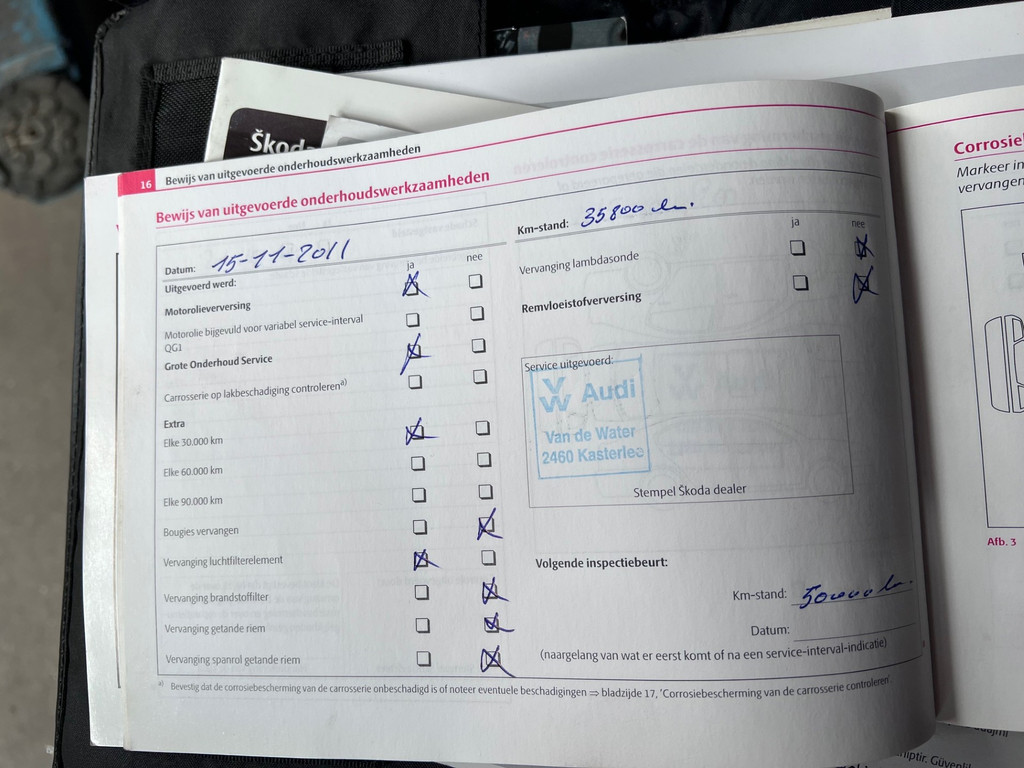 Škoda
16 Bewijs van uitgevoerde onderhoudswerkzaamheden
Bewijs van uitgevoerde onderhoudswerkzaamheden
Datum: 15-11-2011
Uitgevoerd werd:
ja nee
Motorolieverversing
Motorolie bijgevuld voor variabel service-interval
QG1
Grote Onderhoud Service
Carrosserie op lakbeschadiging controleren a)
Extra
Elke 30.000 km
Elke 60.000 km
Elke 90.000 km
Bougies vervangen
Vervanging luchtfilterelement
Vervanging brandstoffilter
Vervanging getande riem
Vervanging spanrol getande riem
Km-stand: 35800 km.
ja nee
Vervanging lambdasonde
Remvloeistofverversing
Service uitgevoerd:
VW Audi
Van de Water
2460 Kasterlee
Stempel Škoda dealer
Volgende inspectiebeurt:
Km-stand: 50000 km
Datum:
(naargelang van wat er eerst komt of na een service-interval-indicatie)
a) Bevestig dat de corrosiebescherming van de carrosserie onbeschadigd is of noteer eventuele beschadigingen ⇒ bladzijde 17, 'Corrosiebescherming van de carrosserie controleren'.
Corrosie
Markeer in
vervangen
Afb. 3